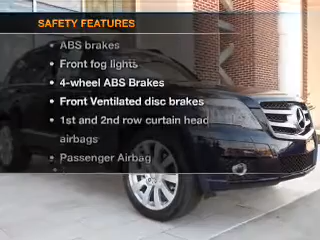 SAFETY FEATURES
• ABS brakes
• Front fog lights
• 4-wheel ABS Brakes
• Front Ventilated disc brakes
• 1st and 2nd row curtain head
airbags
• Passenger Airbag